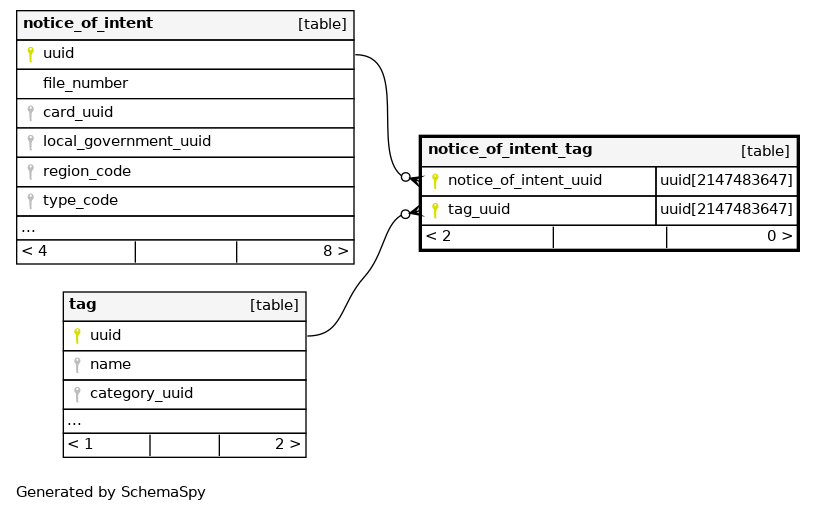 notice_of_intent [table]
uuid
file_number
card_uuid
local_government_uuid
region_code
type_code
...
< 4 8 >
notice_of_intent_tag [table]
notice_of_intent_uuid uuid[2147483647]
tag_uuid uuid[2147483647]
< 2 0 >
tag [table]
uuid
name
category_uuid
...
< 1 2 >
Generated by SchemaSpy